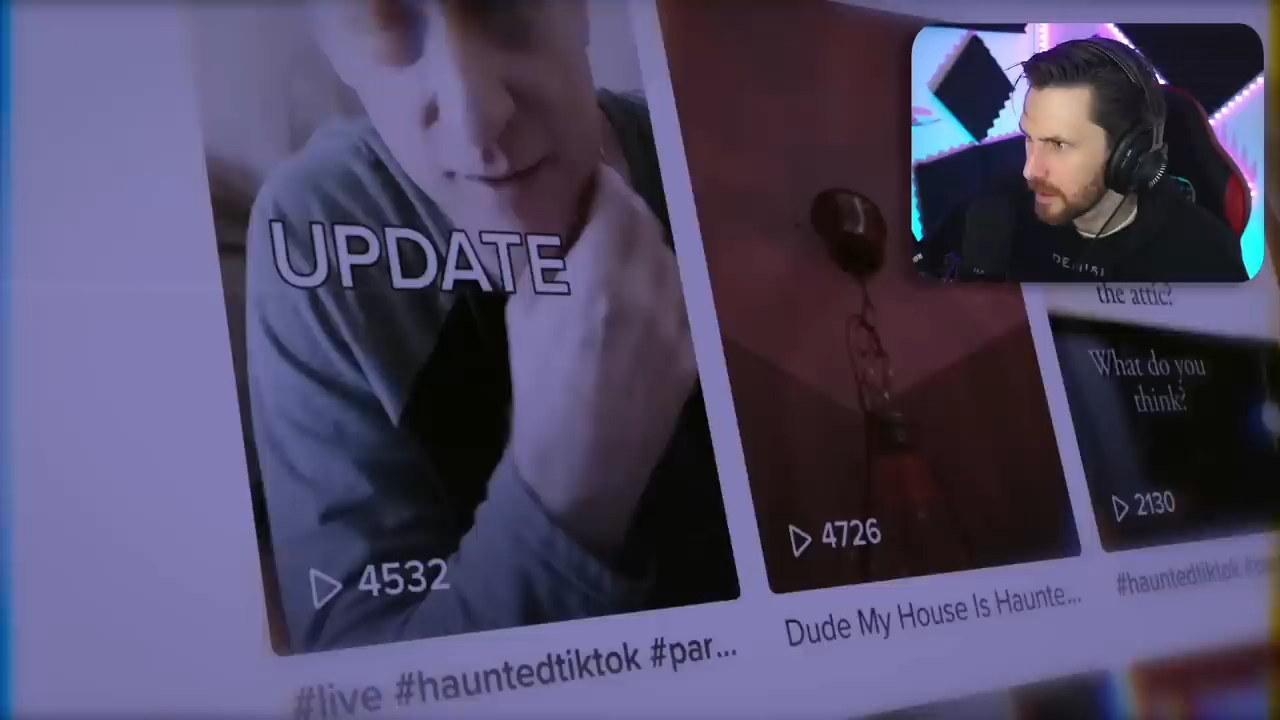 UPDATE
4532
#live #hauntedtiktok #par...
4726
Dude My House Is Haunte...
the attic?
What do you
think?
2130
#hauntedtiktok